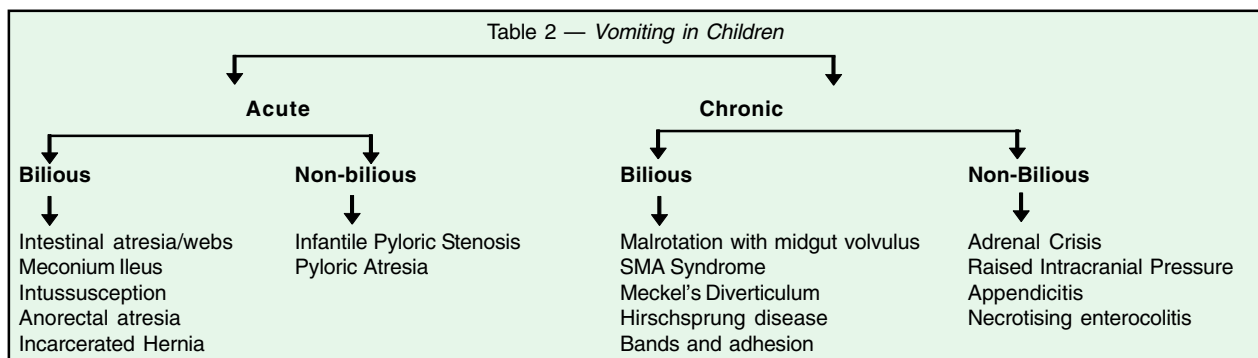 Table 2 — Vomiting in Children
Acute
Chronic
Bilious
Non-bilious
Bilious
Non-Bilious
Intestinal atresia/webs
Meconium Ileus
Intussusception
Anorectal atresia
Incarcerated Hernia
Infantile Pyloric Stenosis
Pyloric Atresia
Malrotation with midgut volvulus
SMA Syndrome
Meckel's Diverticulum
Hirschsprung disease
Bands and adhesion
Adrenal Crisis
Raised Intracranial Pressure
Appendicitis
Necrotising enterocolitis